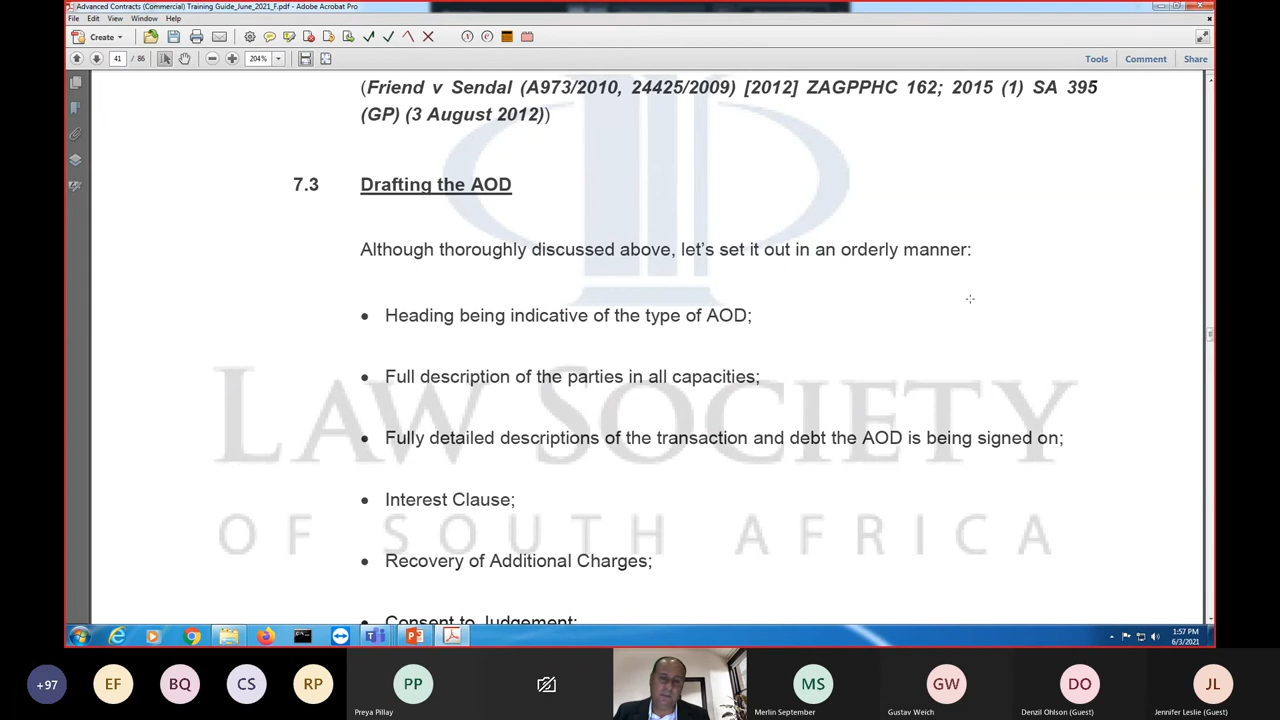 Advanced Contracts (Commercial) Training Guide_June_2021_F.pdf - Adobe Acrobat Pro
File Edit View Window Help
Create
41 / 86 204% Tools Comment Share
(Friend v Sendal (A973/2010, 24425/2009) [2012] ZAGPPHC 162; 2015 (1) SA 395
(GP) (3 August 2012))
7.3 Drafting the AOD
Although thoroughly discussed above, let's set it out in an orderly manner:
• Heading being indicative of the type of AOD;
• Full description of the parties in all capacities;
• Fully detailed descriptions of the transaction and debt the AOD is being signed on;
• Interest Clause;
• Recovery of Additional Charges;
• Consent to Judgement;
LAW SOCIETY
OF SOUTH AFRICA
1:57 PM
6/3/2021
+97 EF BQ CS RP PP MS GW DO JL
Preya Pillay Merlin September Gustav Weich Denzil Ohlson (Guest) Jennifer Leslie (Guest)